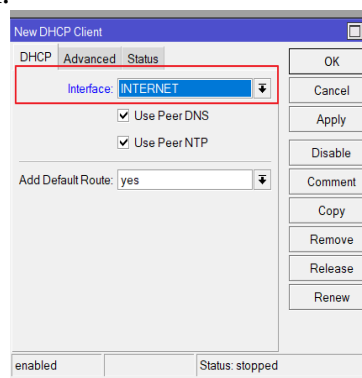 New DHCP Client
DHCP Advanced Status
Interface: INTERNET
Use Peer DNS
Use Peer NTP
Add Default Route: yes
OK
Cancel
Apply
Disable
Comment
Copy
Remove
Release
Renew
enabled Status: stopped